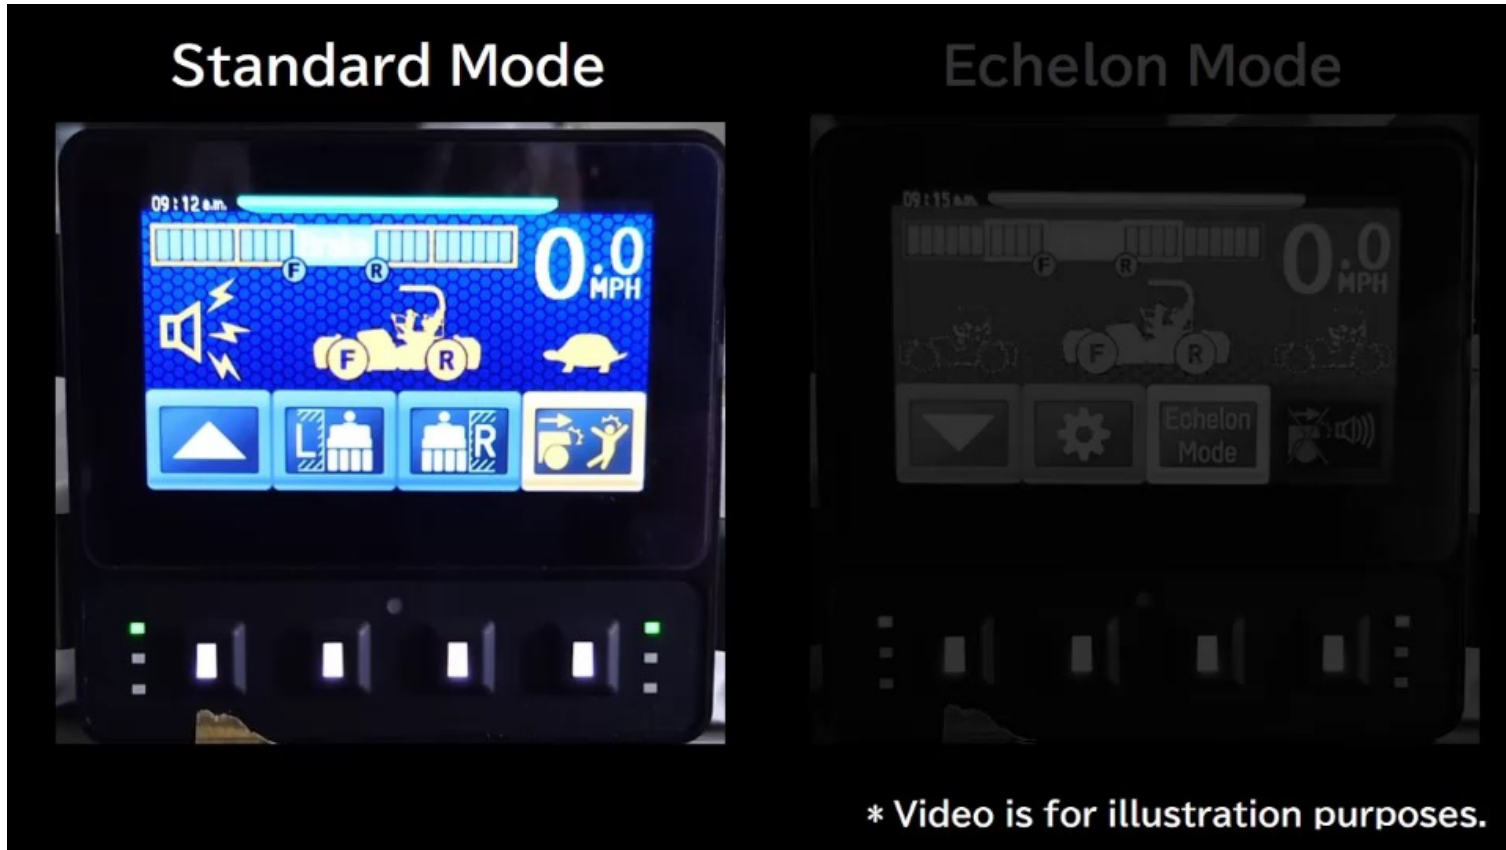 Standard Mode
Echelon Mode
09:12 a.m.
0.0
MPH
F
R
F
R
L
R
09:15 a.m.
0.0
MPH
F
R
F
R
Echelon
Mode
* Video is for illustration purposes.